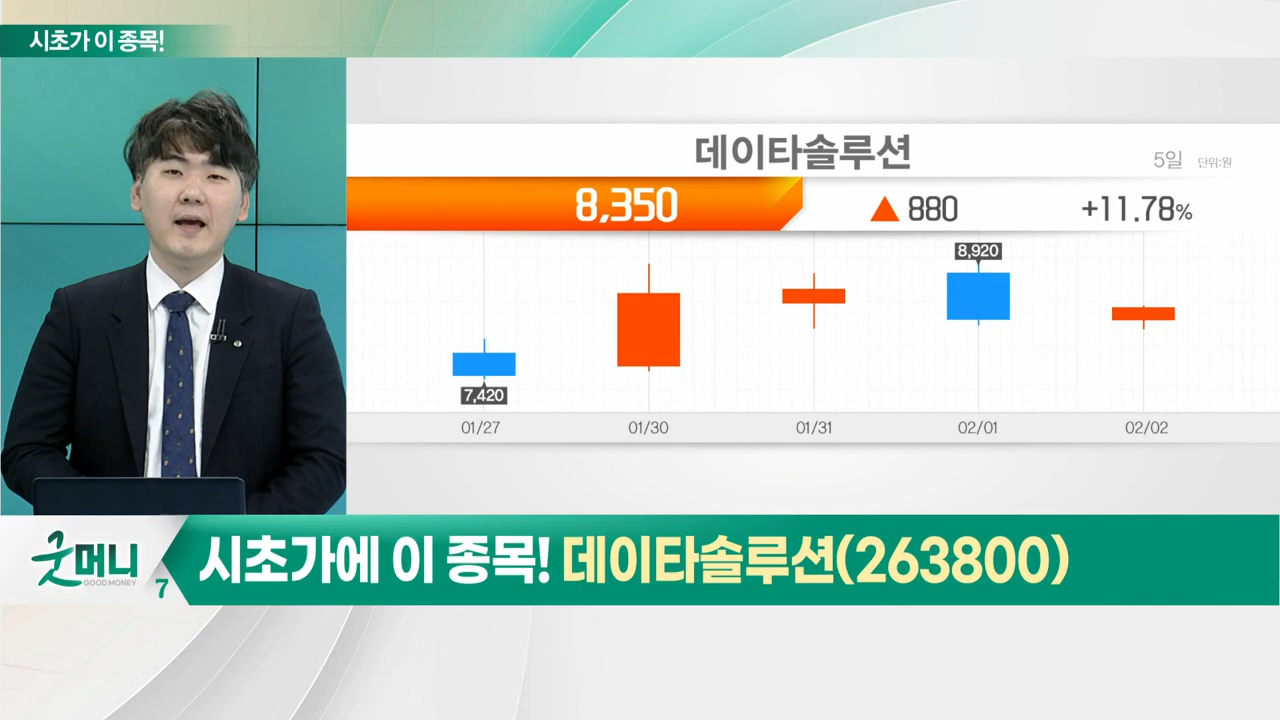 시초가 이 종목!
데이타솔루션
5일 단위:원
8,350 ▲ 880 +11.78%
8,920
7,420
01/27 01/30 01/31 02/01 02/02
굿머니
GOOD MONEY
7
시초가에 이 종목! 데이타솔루션(263800)